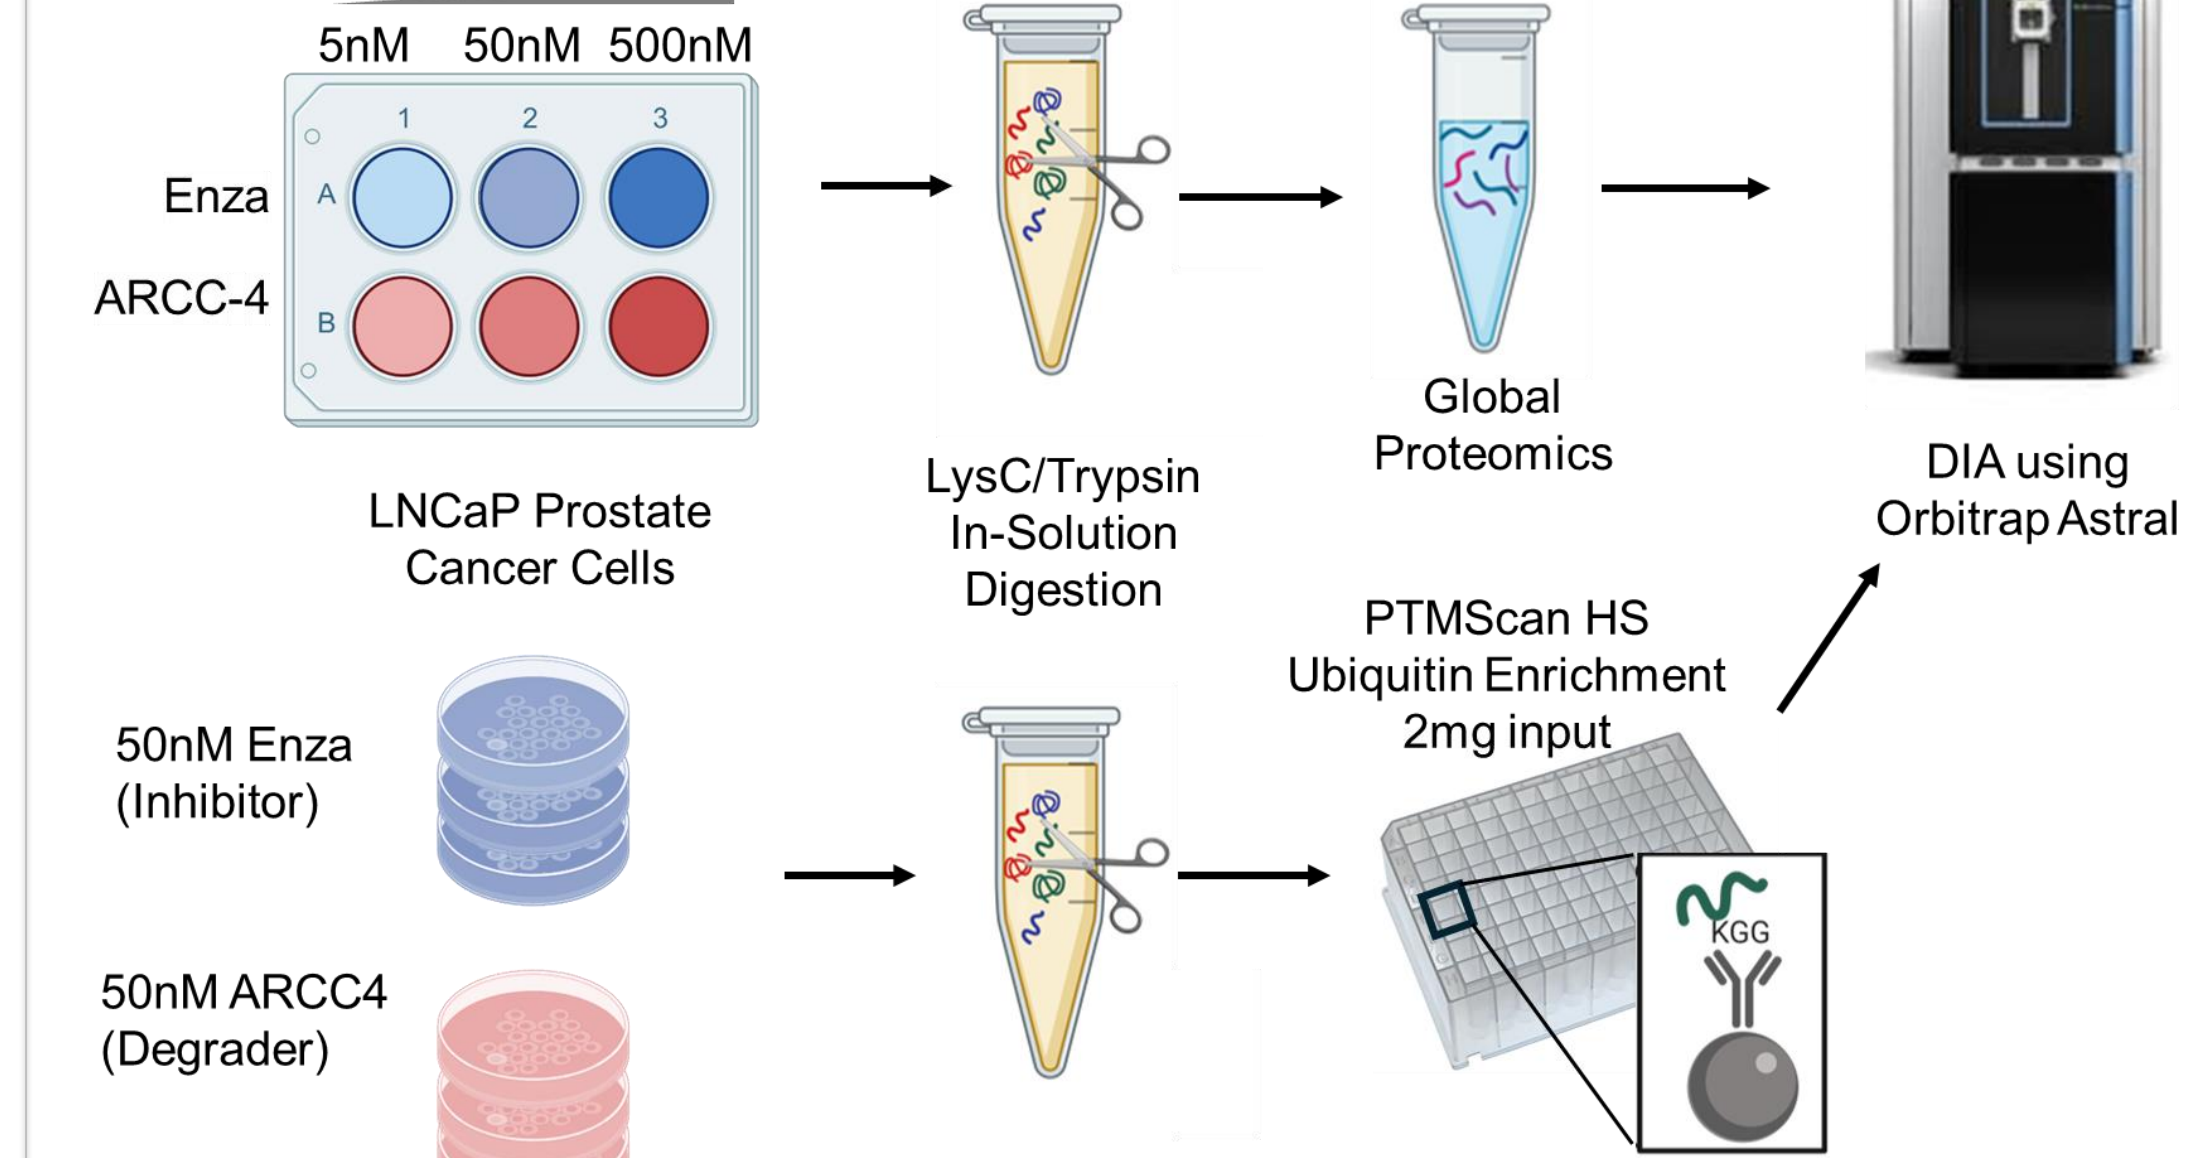 5nM 50nM 500nM
1 2 3
Enza
A
ARCC-4
B
LNCaP Prostate
Cancer Cells
LysC/Trypsin
In-Solution
Digestion
Global
Proteomics
DIA using
Orbitrap Astral
50nM Enza
(Inhibitor)
50nM ARCC4
(Degrader)
PTMScan HS
Ubiquitin Enrichment
2mg input
KGG